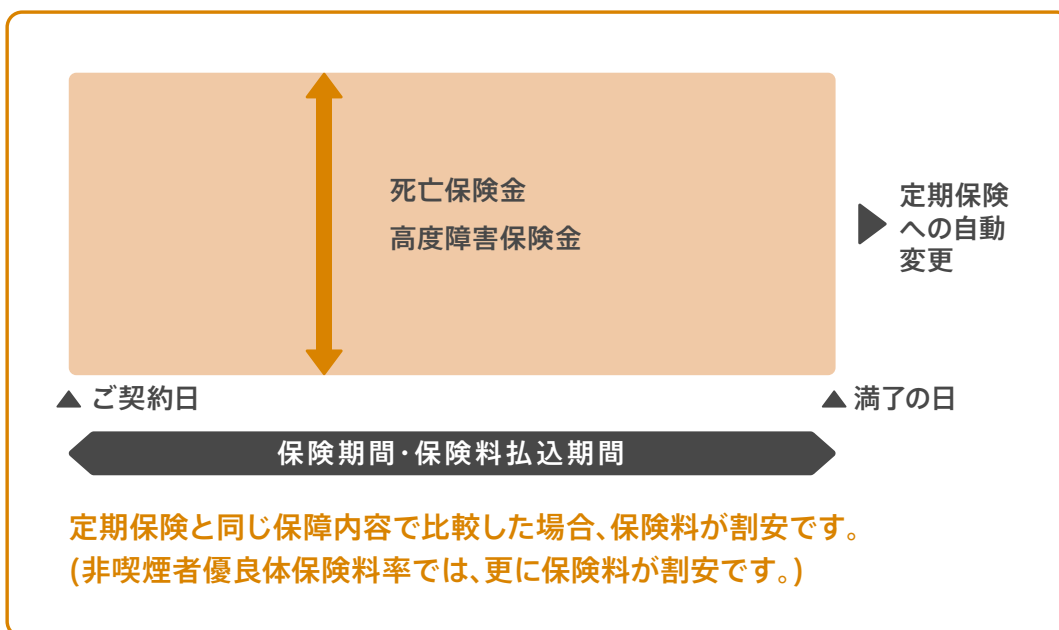 死亡保険金
高度障害保険金
定期保険
への自動
変更
▲ ご契約日
▲ 満了の日
保険期間・保険料払込期間
定期保険と同じ保障内容で比較した場合、保険料が割安です。
(非喫煙者優良体保険料率では、更に保険料が割安です。)